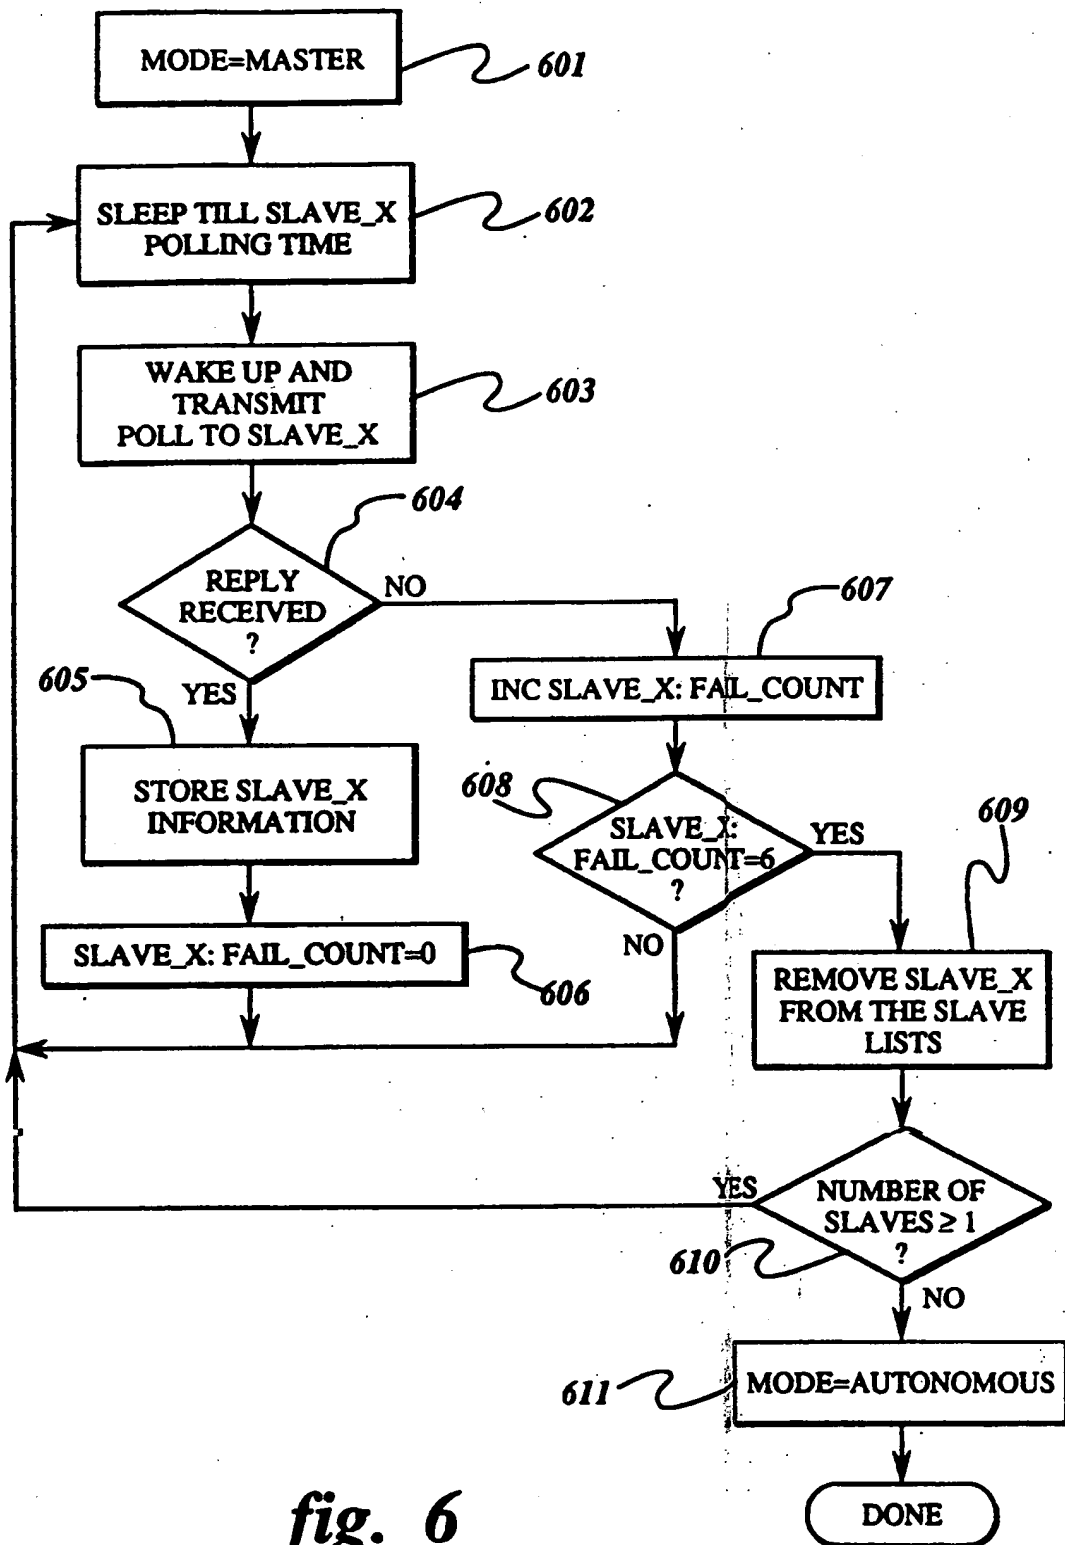 MODE=MASTER
601
SLEEP TILL SLAVE_X
POLLING TIME
602
WAKE UP AND
TRANSMIT
POLL TO SLAVE_X
603
604
REPLY
RECEIVED
?
NO
YES
605
607
INC SLAVE_X: FAIL_COUNT
STORE SLAVE_X
INFORMATION
608
SLAVE_X:
FAIL_COUNT=6
?
YES
NO
609
SLAVE_X: FAIL_COUNT=0
606
REMOVE SLAVE_X
FROM THE SLAVE
LISTS
YES
NUMBER OF
SLAVES ≥ 1
?
610
NO
611
MODE=AUTONOMOUS
DONE
fig. 6